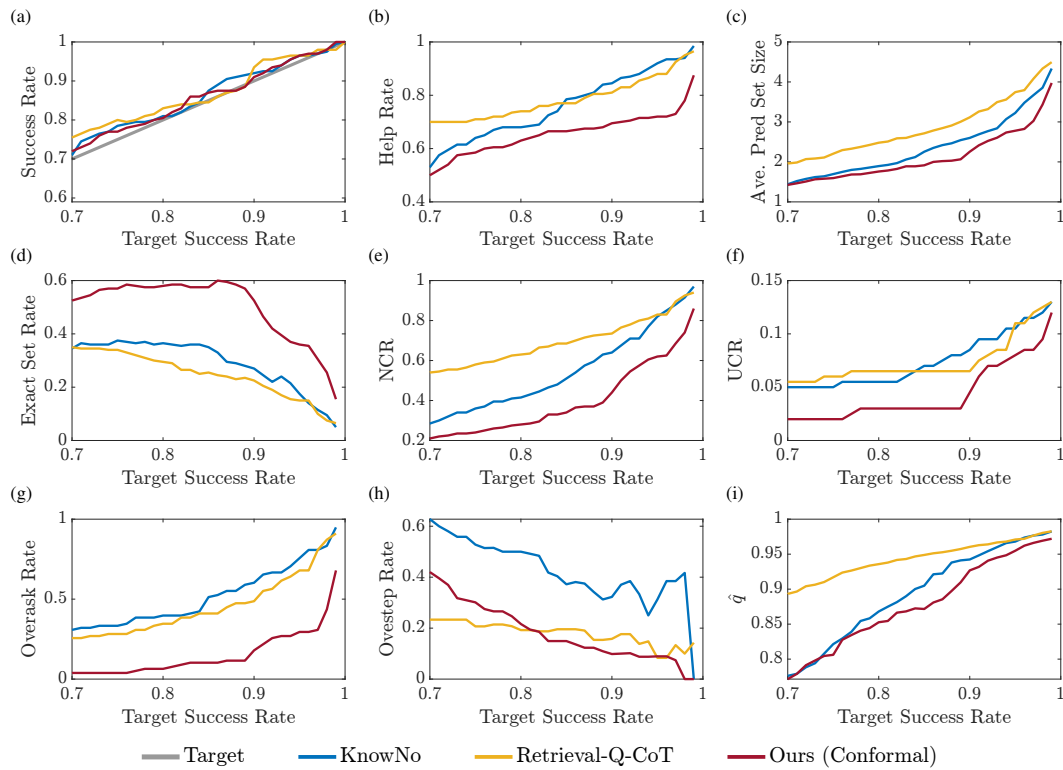 (a) (b) (c)
1
0.9
0.8
0.7
0.6
Success Rate
0.7 0.8 0.9 1
Target Success Rate
1
0.8
0.6
0.4
Help Rate
0.7 0.8 0.9 1
Target Success Rate
5
4
3
2
1
Ave. Pred Set Size
0.7 0.8 0.9 1
Target Success Rate
(d) (e) (f)
0.6
0.4
0.2
0
Exact Set Rate
0.7 0.8 0.9 1
Target Success Rate
1
0.8
0.6
0.4
0.2
NCR
0.7 0.8 0.9 1
Target Success Rate
0.15
0.1
0.05
0
UCR
0.7 0.8 0.9 1
Target Success Rate
(g) (h) (i)
1
0.5
0
Overask Rate
0.7 0.8 0.9 1
Target Success Rate
0.6
0.4
0.2
0
Ovestep Rate
0.7 0.8 0.9 1
Target Success Rate
0.95
0.9
0.85
0.8
q̂
0.7 0.8 0.9 1
Target Success Rate
Target KnowNo Retrieval-Q-CoT Ours (Conformal)